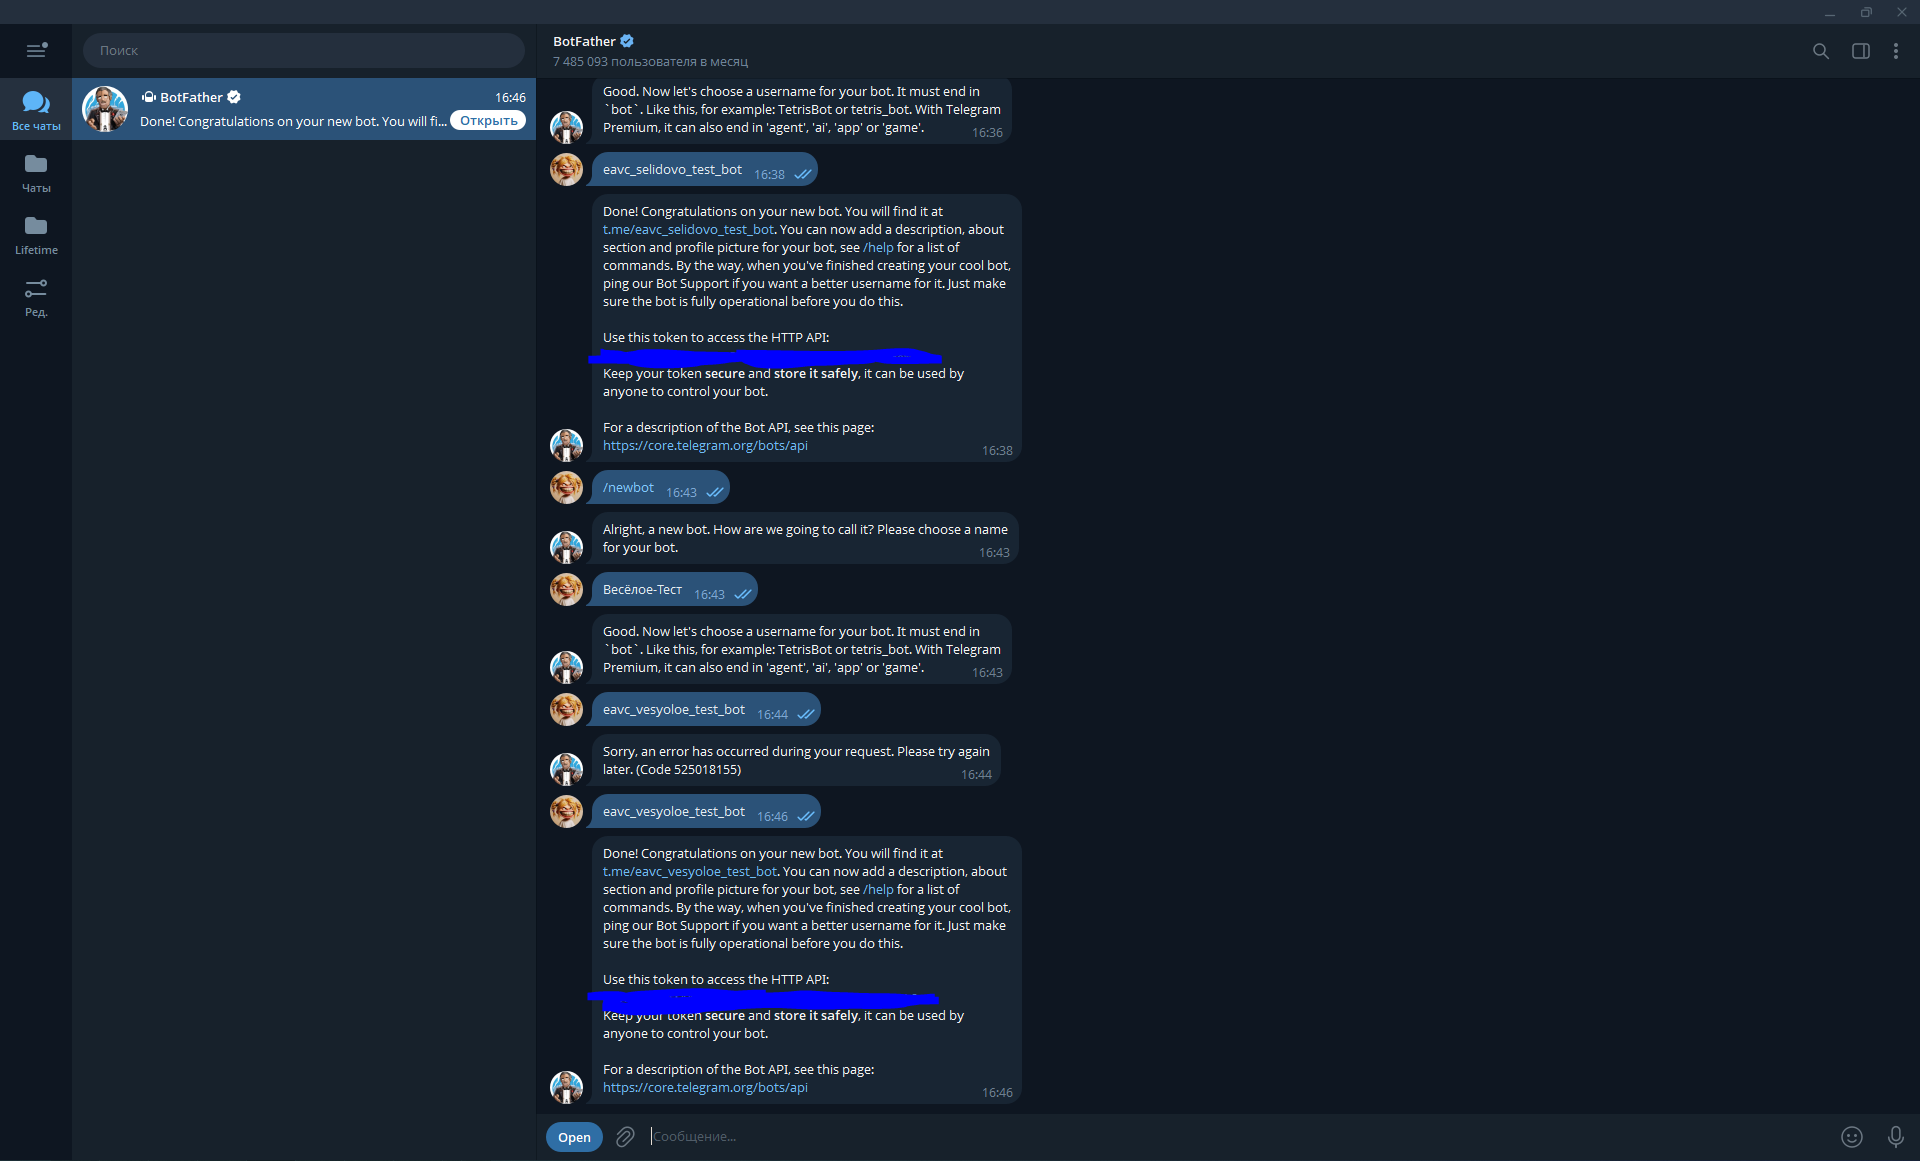 Поиск
Все чаты
Чаты
Lifetime
Ред.
BotFather
16:46
Done! Congratulations on your new bot. You will fi...
Открыть
BotFather
7 485 093 пользователя в месяц
Good. Now let's choose a username for your bot. It must end in
`bot`. Like this, for example: TetrisBot or tetris_bot. With Telegram
Premium, it can also end in 'agent', 'ai', 'app' or 'game'.
16:36
eavc_selidovo_test_bot
16:38
Done! Congratulations on your new bot. You will find it at
t.me/eavc_selidovo_test_bot. You can now add a description, about
section and profile picture for your bot, see /help for a list of
commands. By the way, when you've finished creating your cool bot,
ping our Bot Support if you want a better username for it. Just make
sure the bot is fully operational before you do this.
Use this token to access the HTTP API:
Keep your token secure and store it safely, it can be used by
anyone to control your bot.
For a description of the Bot API, see this page:
https://core.telegram.org/bots/api
16:38
/newbot
16:43
Alright, a new bot. How are we going to call it? Please choose a name
for your bot.
16:43
Весёлое-Тест
16:43
Good. Now let's choose a username for your bot. It must end in
`bot`. Like this, for example: TetrisBot or tetris_bot. With Telegram
Premium, it can also end in 'agent', 'ai', 'app' or 'game'.
16:43
eavc_vesyoloe_test_bot
16:44
Sorry, an error has occurred during your request. Please try again
later. (Code 525018155)
16:44
eavc_vesyoloe_test_bot
16:46
Done! Congratulations on your new bot. You will find it at
t.me/eavc_vesyoloe_test_bot. You can now add a description, about
section and profile picture for your bot, see /help for a list of
commands. By the way, when you've finished creating your cool bot,
ping our Bot Support if you want a better username for it. Just make
sure the bot is fully operational before you do this.
Use this token to access the HTTP API:
Keep your token secure and store it safely, it can be used by
anyone to control your bot.
For a description of the Bot API, see this page:
https://core.telegram.org/bots/api
16:46
Open
Сообщение...